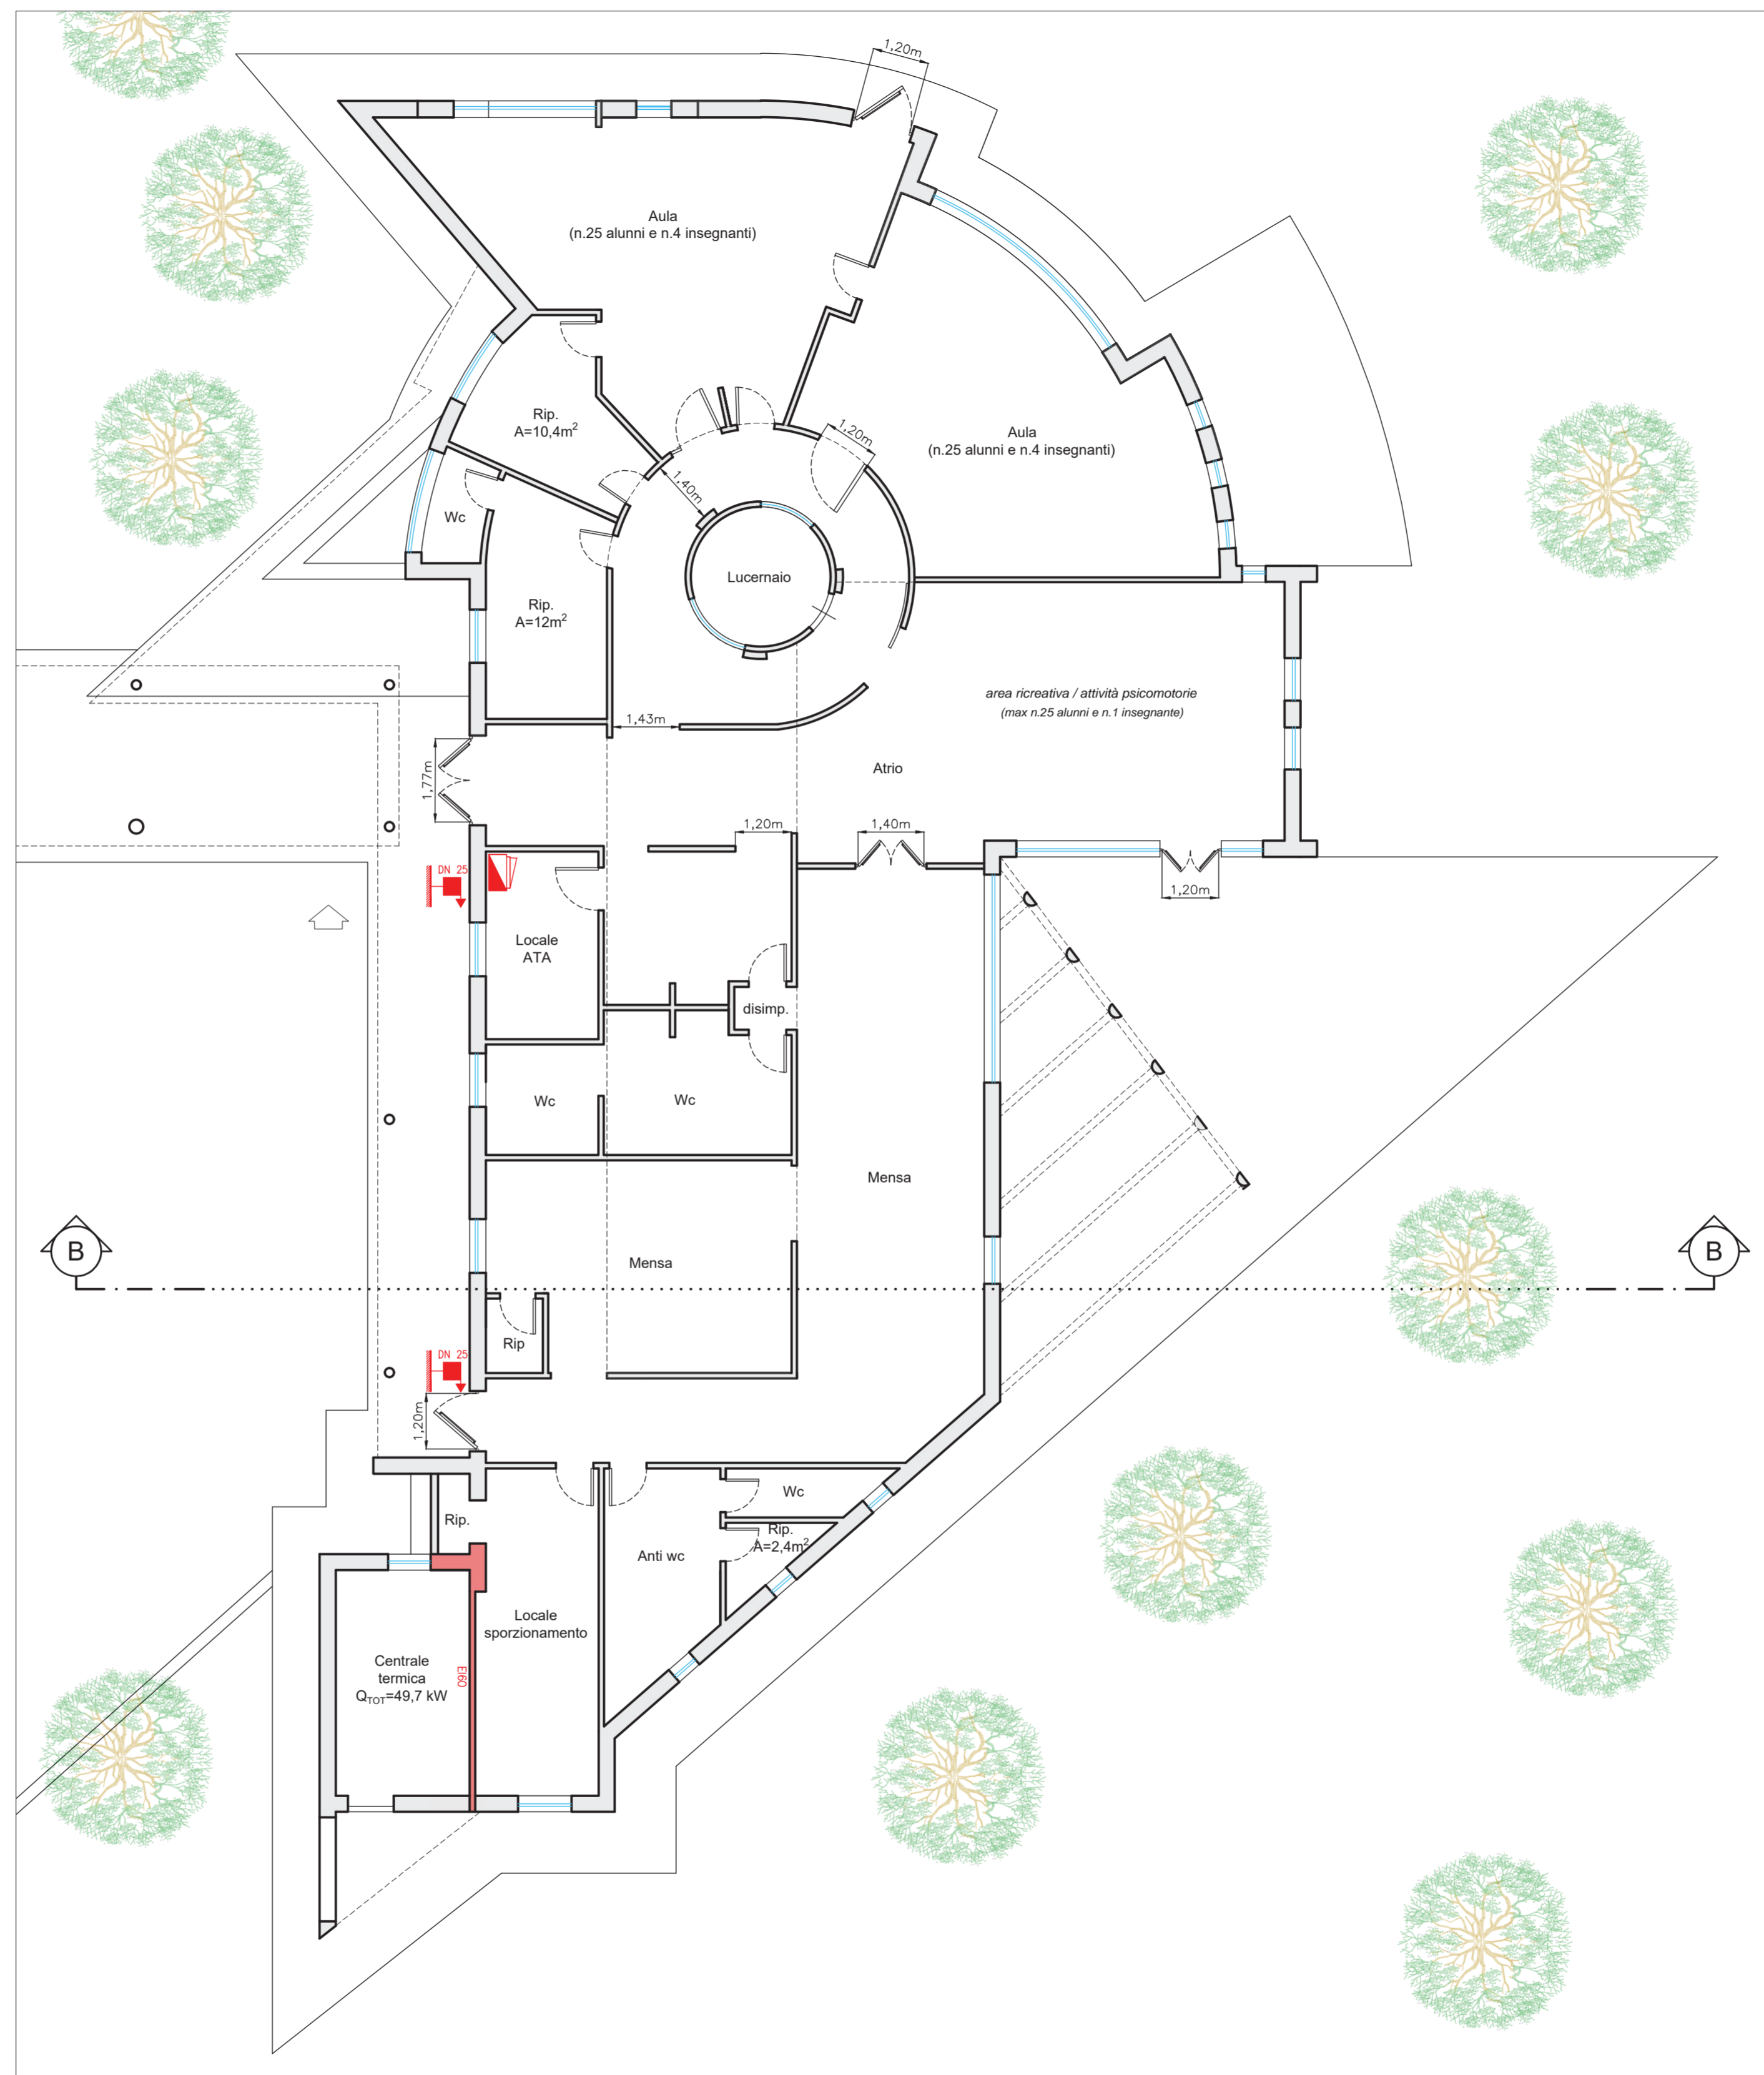 1,20m
Aula
(n.25 alunni e n.4 insegnanti)
Rip.
A=10,4m²
1,20m
Aula
(n.25 alunni e n.4 insegnanti)
1,40m
Wc
Lucernaio
Rip.
A=12m²
area ricreativa / attività psicomotorie
(max n.25 alunni e n.1 insegnante)
1,43m
1,77m
Atrio
1,20m
1,40m
1,20m
DN 25
Locale
ATA
disimp.
Wc
Wc
Mensa
B
B
Mensa
Rip
DN 25
1,20m
Wc
Rip.
Rip.
A=2,4m²
Anti wc
Locale
sporzionamento
Centrale
termica
QTOT=49,7 kW
EI60